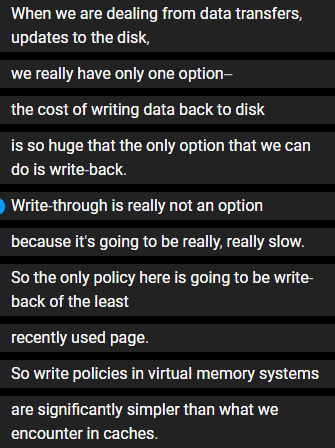 When we are dealing from data transfers,
updates to the disk,
we really have only one option–
the cost of writing data back to disk
is so huge that the only option that we can
do is write-back.
Write-through is really not an option
because it's going to be really, really slow.
So the only policy here is going to be write-
back of the least
recently used page.
So write policies in virtual memory systems
are significantly simpler than what we
encounter in caches.